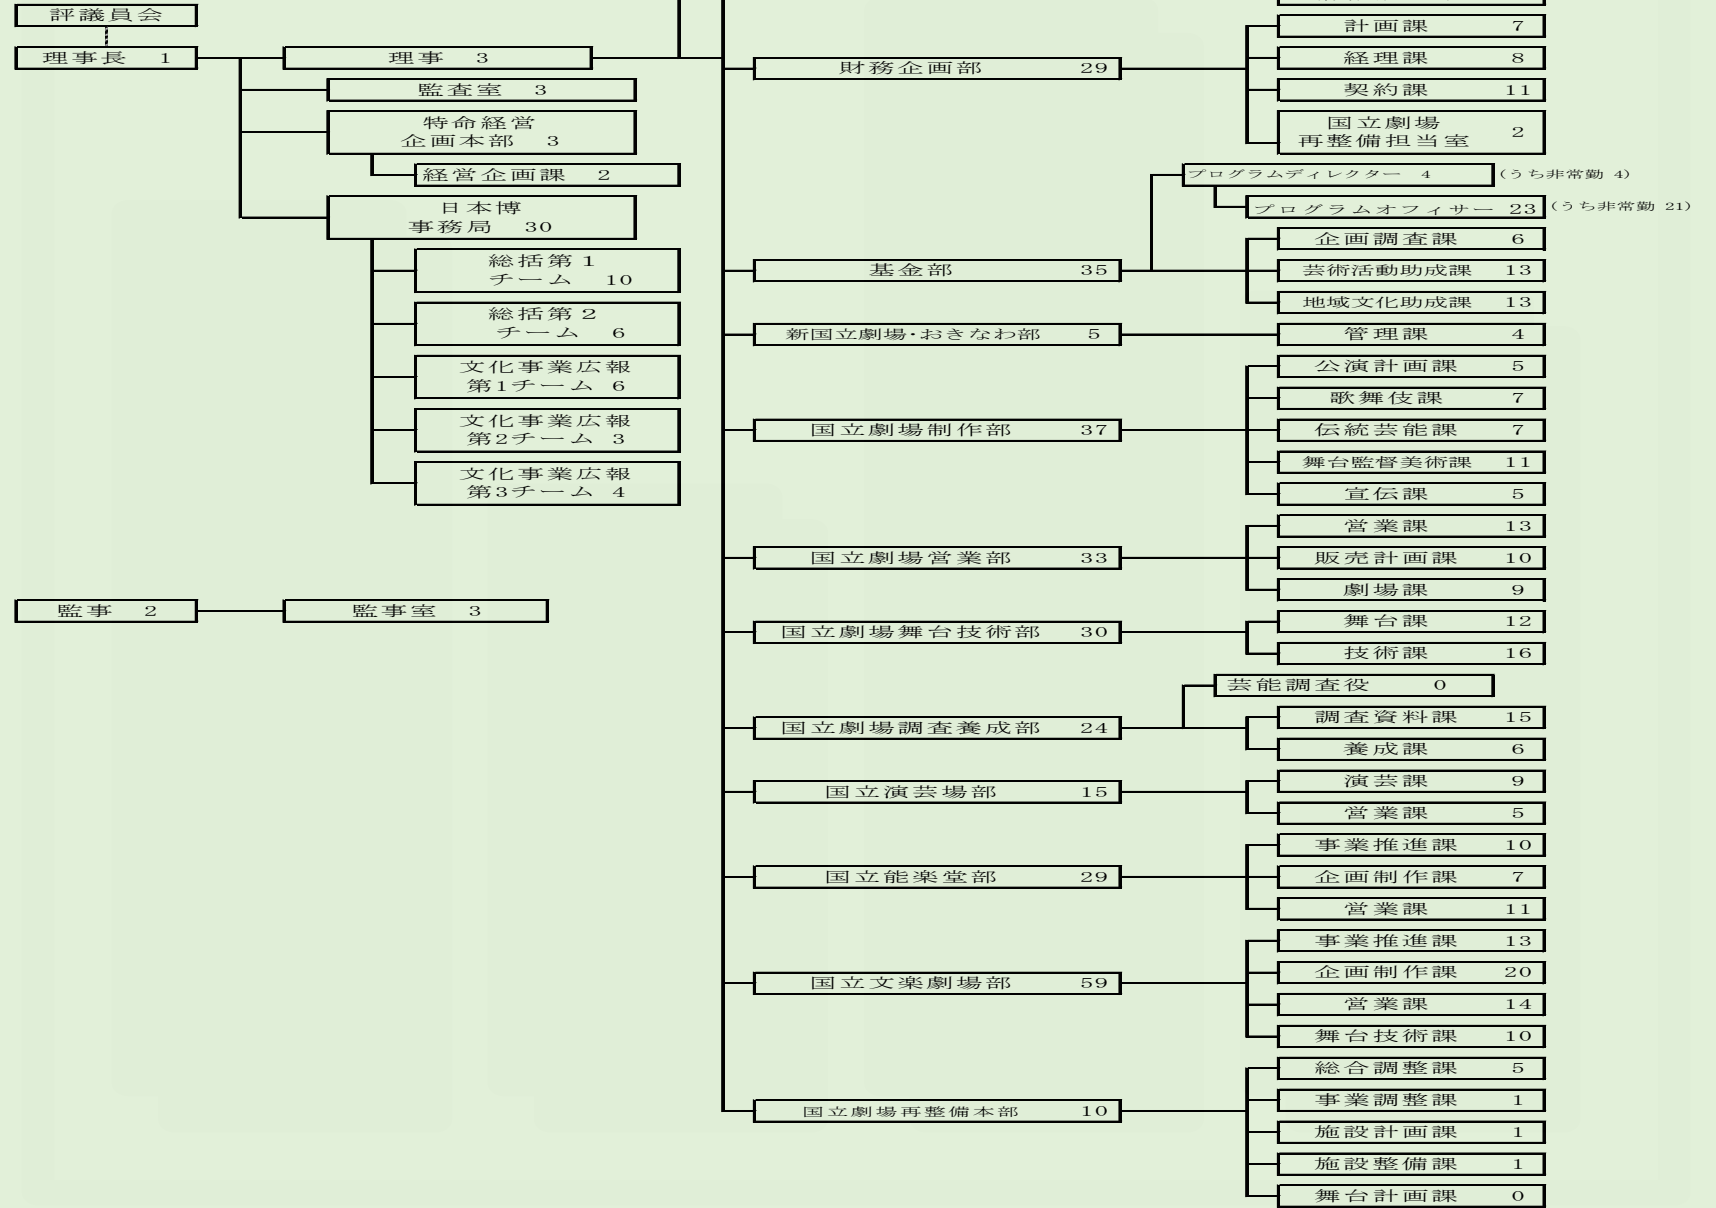 評議員会
理事長 1
理事 3
監査室 3
特命経営
企画本部 3
経営企画課 2
日本博
事務局 30
総括第1
チーム 10
総括第2
チーム 6
文化事業広報
第1チーム 6
文化事業広報
第2チーム 3
文化事業広報
第3チーム 4
監事 2
監事室 3
財務企画部 29
計画課 7
経理課 8
契約課 11
国立劇場
再整備担当室 2
プログラムディレクター 4 (うち非常勤 4)
プログラムオフィサー 23 (うち非常勤 21)
基金部 35
企画調査課 6
芸術活動助成課 13
地域文化助成課 13
新国立劇場・おきなわ部 5
管理課 4
国立劇場制作部 37
公演計画課 5
歌舞伎課 7
伝統芸能課 7
舞台監督美術課 11
宣伝課 5
国立劇場営業部 33
営業課 13
販売計画課 10
劇場課 9
国立劇場舞台技術部 30
舞台課 12
技術課 16
芸能調査役 0
国立劇場調査養成部 24
調査資料課 15
養成課 6
国立演芸場部 15
演芸課 9
営業課 5
国立能楽堂部 29
事業推進課 10
企画制作課 7
営業課 11
国立文楽劇場部 59
事業推進課 13
企画制作課 20
営業課 14
舞台技術課 10
国立劇場再整備本部 10
総合調整課 5
事業調整課 1
施設計画課 1
施設整備課 1
舞台計画課 0